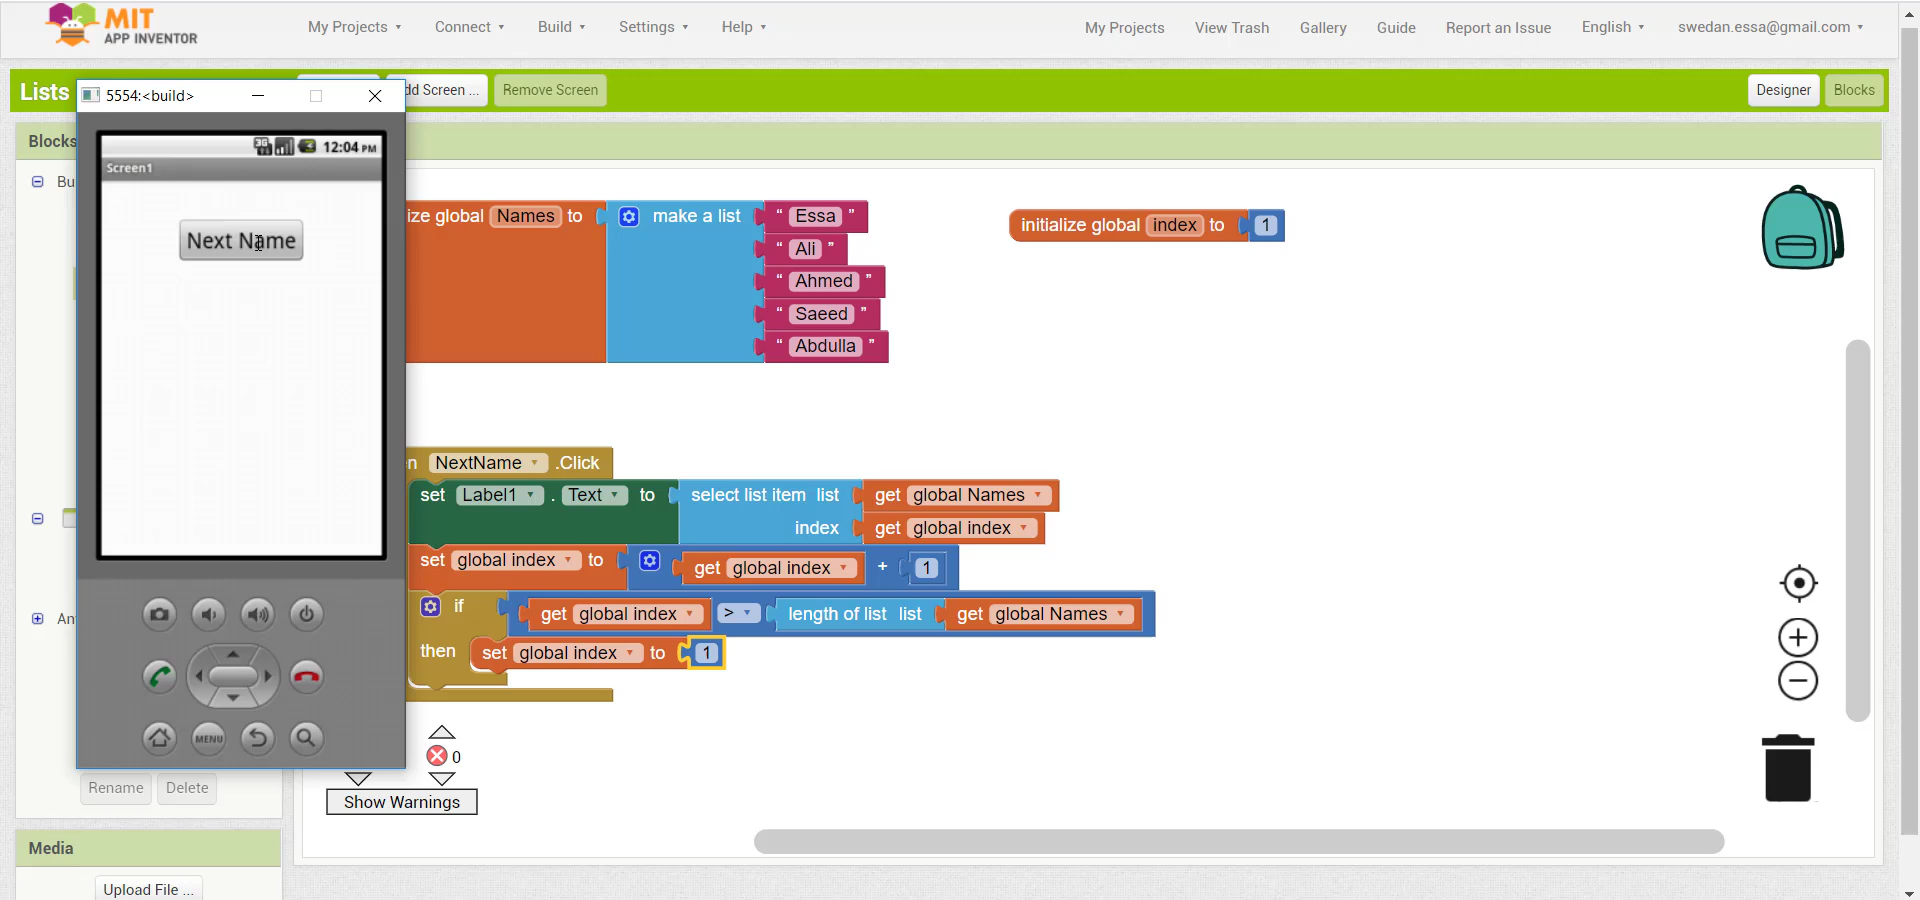 MIT
APP INVENTOR
My Projects
Connect
Build
Settings
Help
My Projects
View Trash
Gallery
Guide
Report an Issue
English
swedan.essa@gmail.com
Lists
dd Screen ...
Remove Screen
Designer
Blocks
5554:<build>
Blocks
12:04 PM
Screen1
Bu
Next Name
ize global Names to
make a list
" Essa "
" Ali "
" Ahmed "
" Saeed "
" Abdulla "
initialize global index to 1
n NextName .Click
set Label1 . Text to select list item list get global Names
index get global index
set global index to get global index + 1
if get global index > length of list list get global Names
then set global index to 1
An
MENU
0
Show Warnings
Rename
Delete
Media
Upload File ...